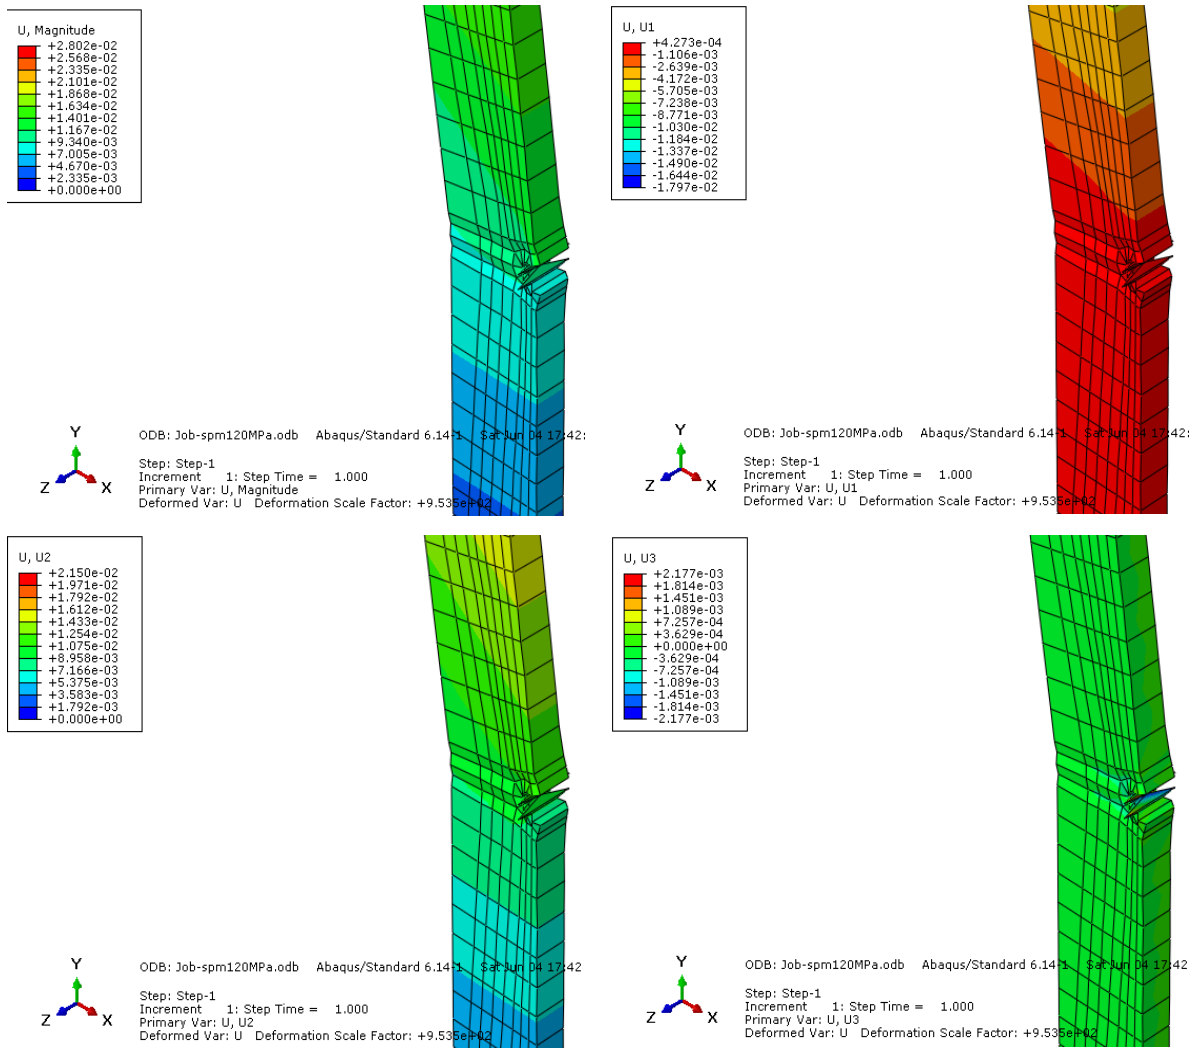 U, Magnitude
+2.802e-02
+2.568e-02
+2.335e-02
+2.101e-02
+1.868e-02
+1.634e-02
+1.401e-02
+1.167e-02
+9.340e-03
+7.005e-03
+4.670e-03
+2.335e-03
+0.000e+00
Y
Z
X
ODB: Job-spm120MPa.odb Abaqus/Standard 6.14-1 Sat Jun 04 17:42:
Step: Step-1
Increment 1: Step Time = 1.000
Primary Var: U, Magnitude
Deformed Var: U Deformation Scale Factor: +9.535e+02
U, U1
+4.273e-04
-1.106e-03
-2.639e-03
-4.172e-03
-5.705e-03
-7.238e-03
-8.771e-03
-1.030e-02
-1.184e-02
-1.337e-02
-1.490e-02
-1.644e-02
-1.797e-02
Y
Z
X
ODB: Job-spm120MPa.odb Abaqus/Standard 6.14-1 Sat Jun 04 17:42:
Step: Step-1
Increment 1: Step Time = 1.000
Primary Var: U, U1
Deformed Var: U Deformation Scale Factor: +9.535e+02
U, U2
+2.150e-02
+1.971e-02
+1.792e-02
+1.612e-02
+1.433e-02
+1.254e-02
+1.075e-02
+8.958e-03
+7.166e-03
+5.375e-03
+3.583e-03
+1.792e-03
+0.000e+00
Y
Z
X
ODB: Job-spm120MPa.odb Abaqus/Standard 6.14-1 Sat Jun 04 17:42
Step: Step-1
Increment 1: Step Time = 1.000
Primary Var: U, U2
Deformed Var: U Deformation Scale Factor: +9.535e+02
U, U3
+2.177e-03
+1.814e-03
+1.451e-03
+1.089e-03
+7.257e-04
+3.629e-04
+0.000e+00
-3.629e-04
-7.257e-04
-1.089e-03
-1.451e-03
-1.814e-03
-2.177e-03
Y
Z
X
ODB: Job-spm120MPa.odb Abaqus/Standard 6.14-1 Sat Jun 04 17:42
Step: Step-1
Increment 1: Step Time = 1.000
Primary Var: U, U3
Deformed Var: U Deformation Scale Factor: +9.535e+02